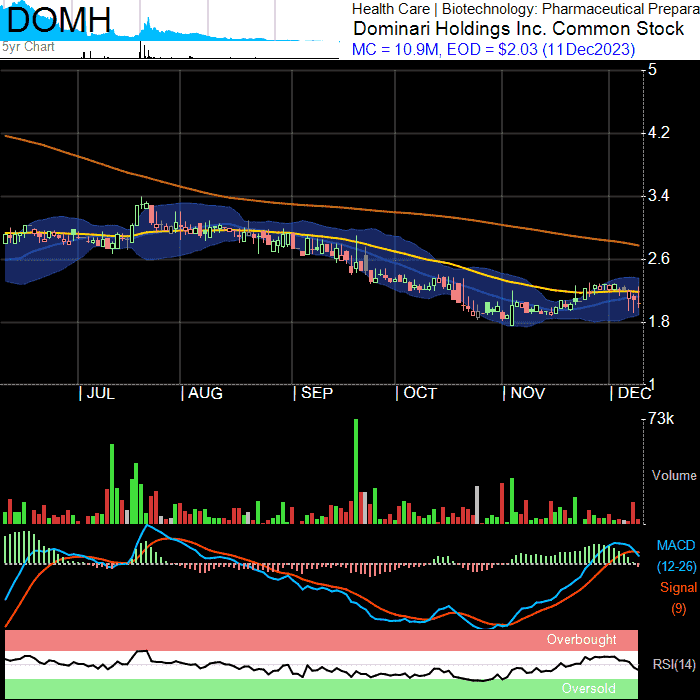 DOMH
5yr Chart
Health Care | Biotechnology: Pharmaceutical Prepara
Dominari Holdings Inc. Common Stock
MC = 10.9M, EOD = $2.03 (11Dec2023)
5
4.2
3.4
2.6
1.8
1
JUL
AUG
SEP
OCT
NOV
DEC
73k
Volume
MACD
(12-26)
Signal
(9)
Overbought
RSI(14)
Oversold